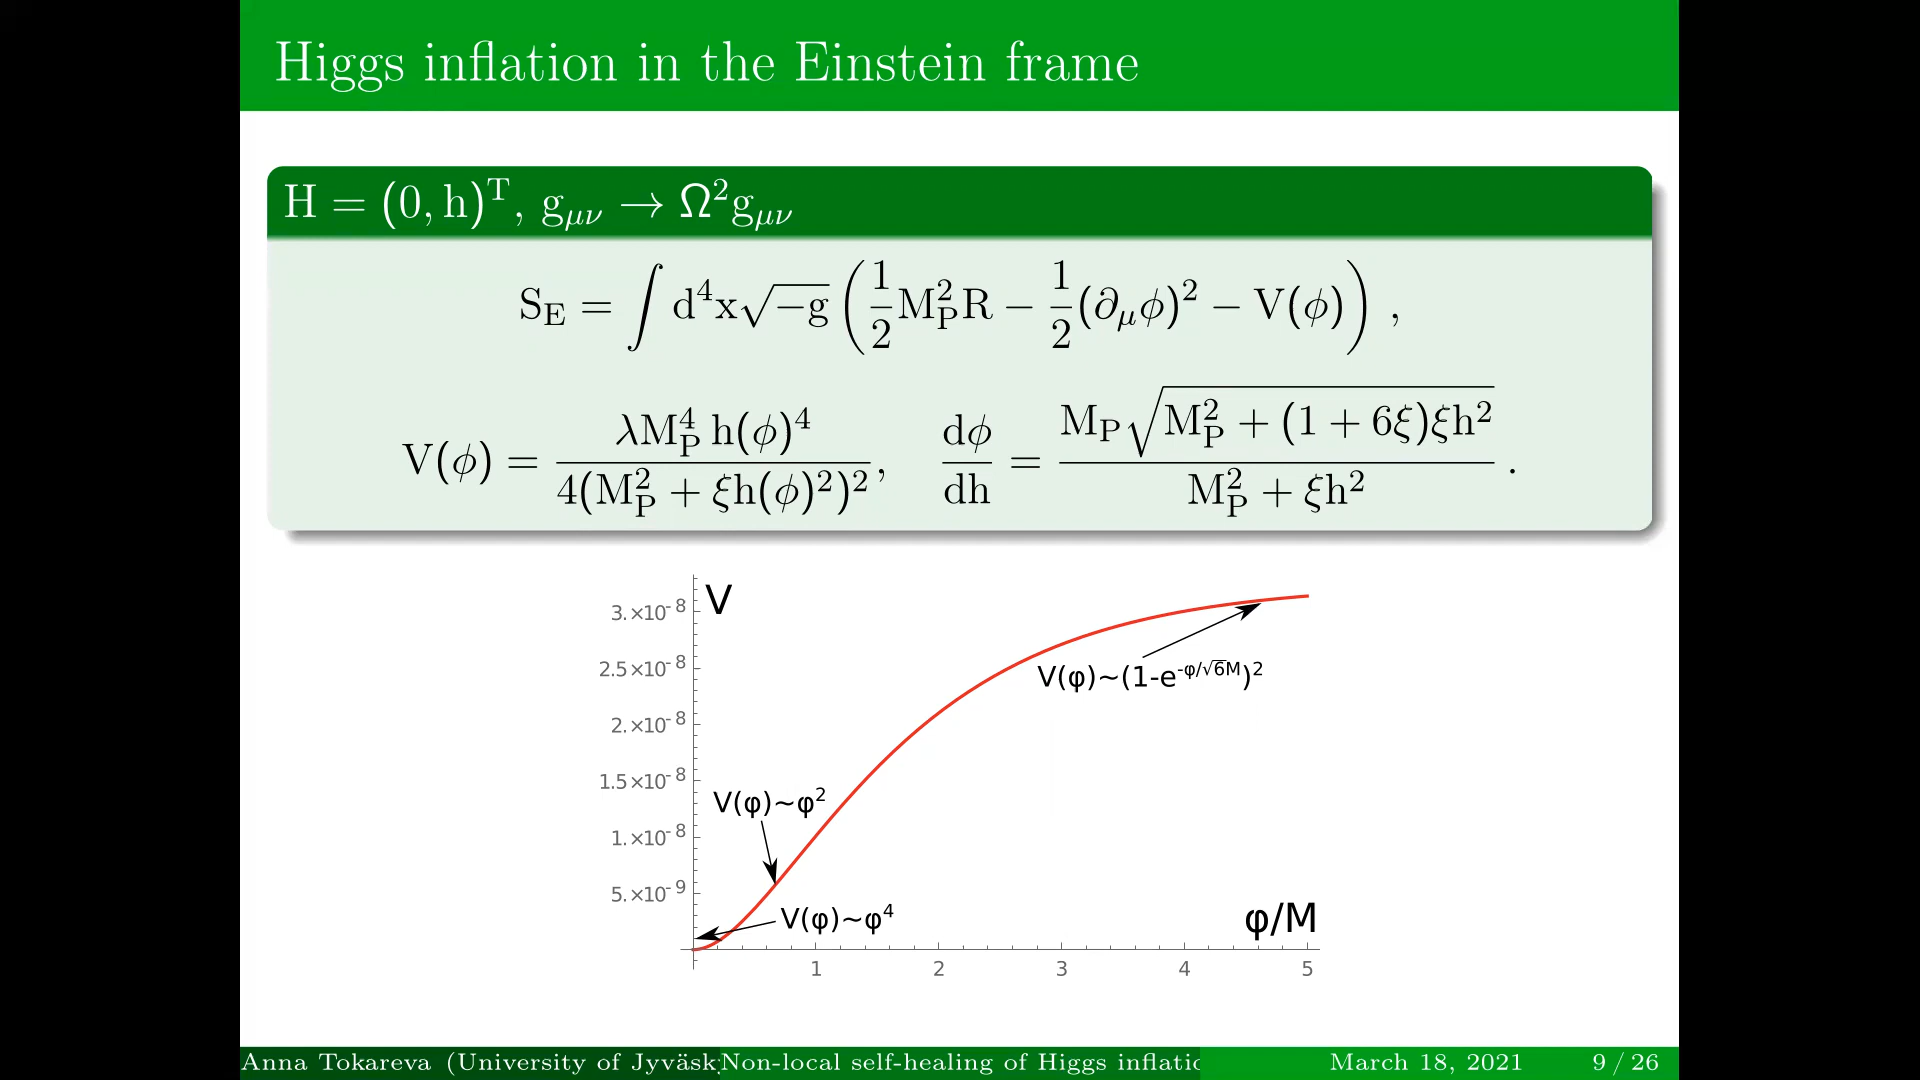 Higgs inflation in the Einstein frame
H = (0, h)ᵀ, g_μν → Ω²g_μν
S_E = ∫ d⁴x√−g (1/2 M_P² R − 1/2 (∂_μφ)² − V(φ)) ,
V(φ) = λM_P⁴ h(φ)⁴ / 4(M_P² + ξh(φ)²)², dφ/dh = M_P√(M_P² + (1 + 6ξ)ξh²) / M_P² + ξh² .
V
3.×10⁻⁸
2.5×10⁻⁸
V(φ)~(1-e^(-φ/√6M))²
2.×10⁻⁸
1.5×10⁻⁸
V(φ)~φ²
1.×10⁻⁸
5.×10⁻⁹
V(φ)~φ⁴
φ/M
1 2 3 4 5
Anna Tokareva (University of Jyväsky Non-local self-healing of Higgs inflatio March 18, 2021 9 / 26